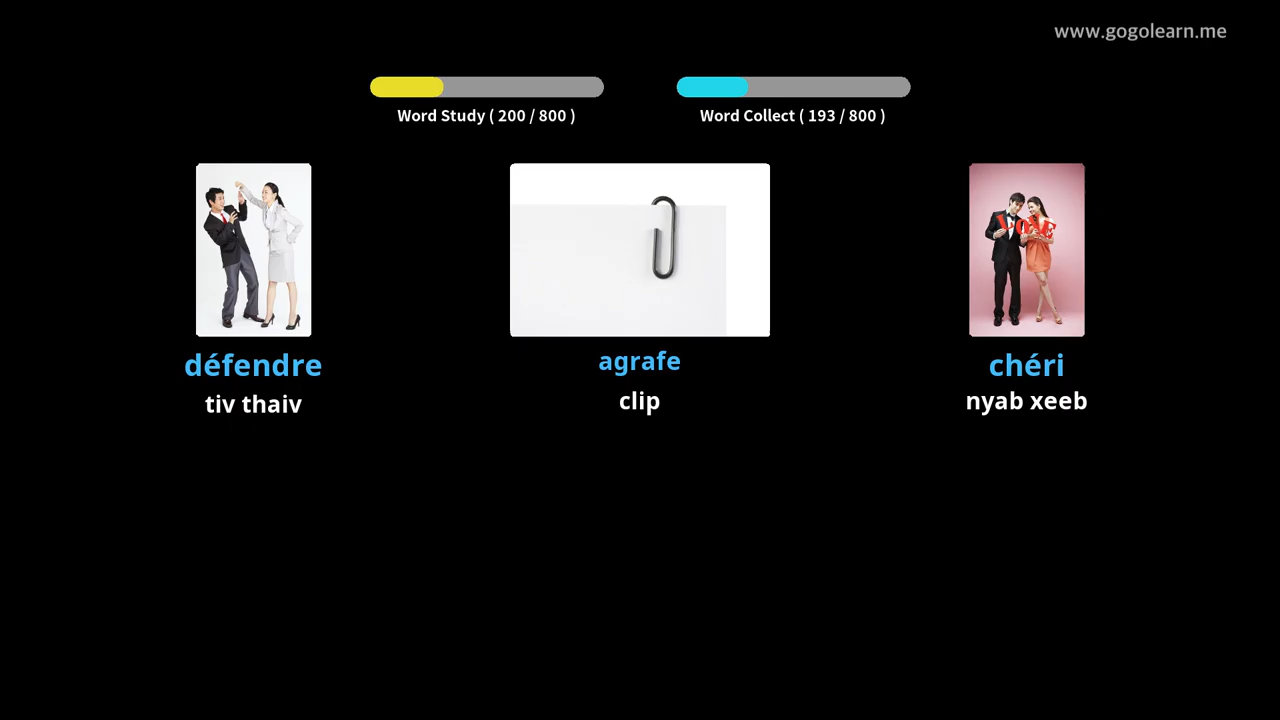 www.gogolearn.me
Word Study ( 200 / 800 )
Word Collect ( 193 / 800 )
LOVE
défendre
agrafe
chéri
tiv thaiv
clip
nyab xeeb